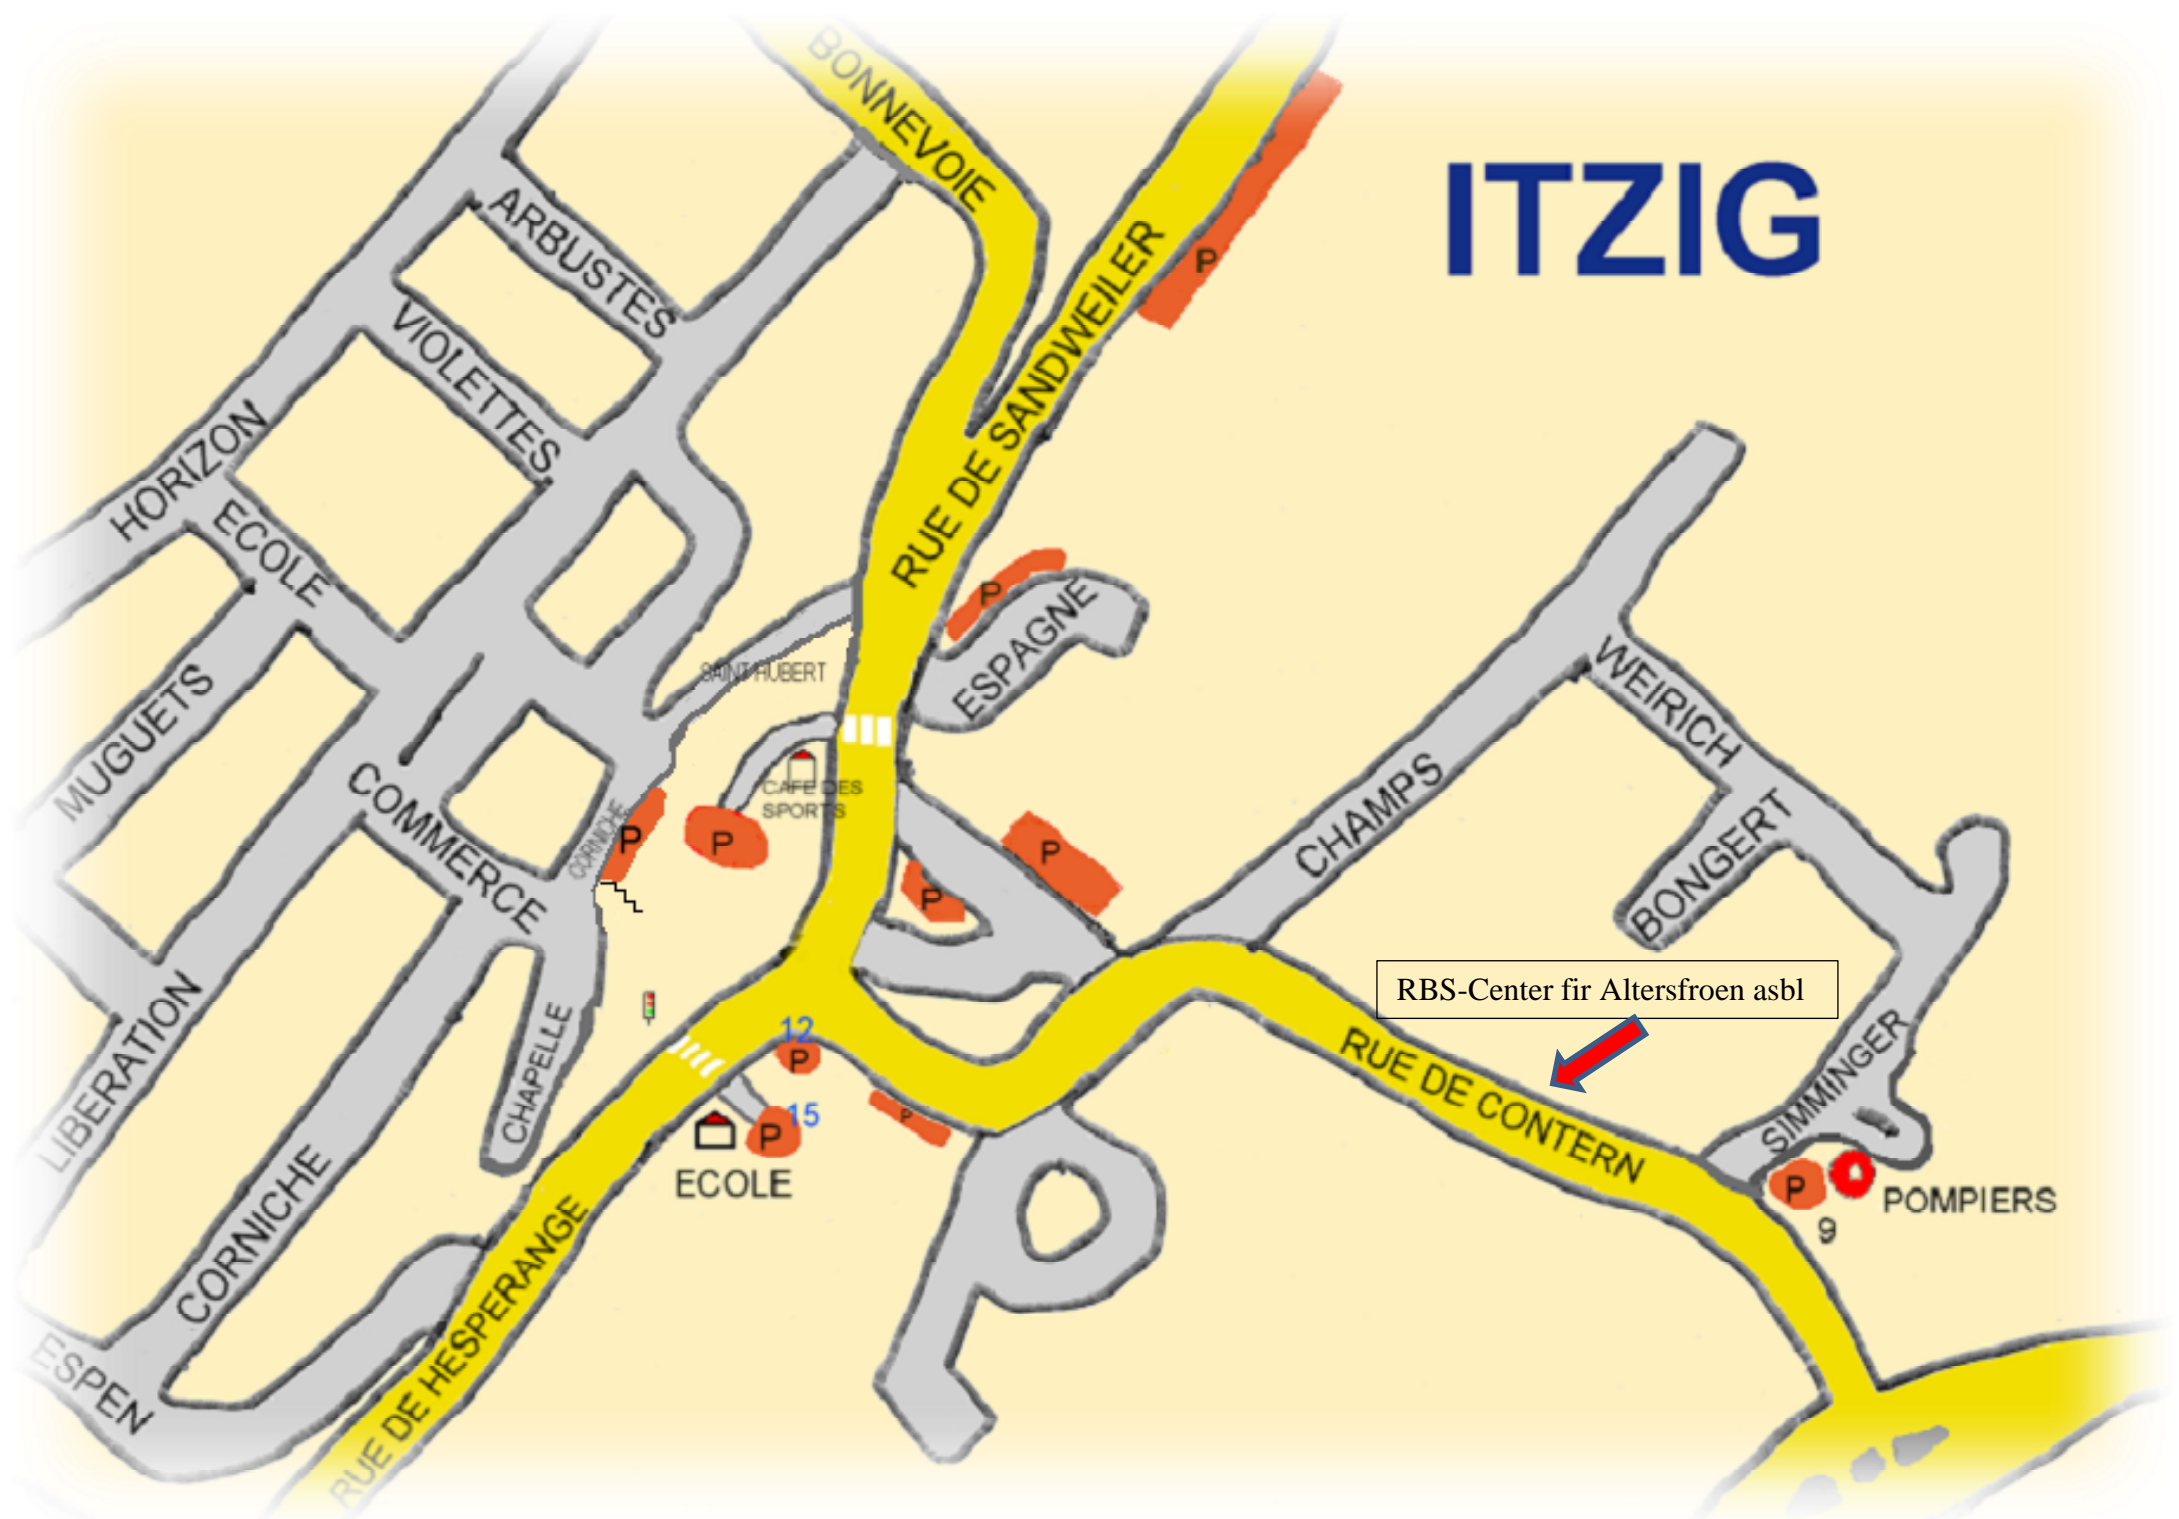 BONNEVOIE
ITZIG
ARBUSTES
RUE DE SANDWEILER
P
VIOLETTES
HORIZON
ECOLE
P
ESPAGNE
SAINT HUBERT
WEIRICH
MUGUETS
CAFE DES
SPORTS
COMMERCE
CORNICHE
P
P
P
P
CHAMPS
BONGERT
RBS-Center fir Altersfroen asbl
LIBERATION
CHAPELLE
12
P
RUE DE CONTERN
SIMMINGER
15
P
P
ECOLE
P
POMPIERS
9
CORNICHE
RUE DE HESPERANGE
ESPEN